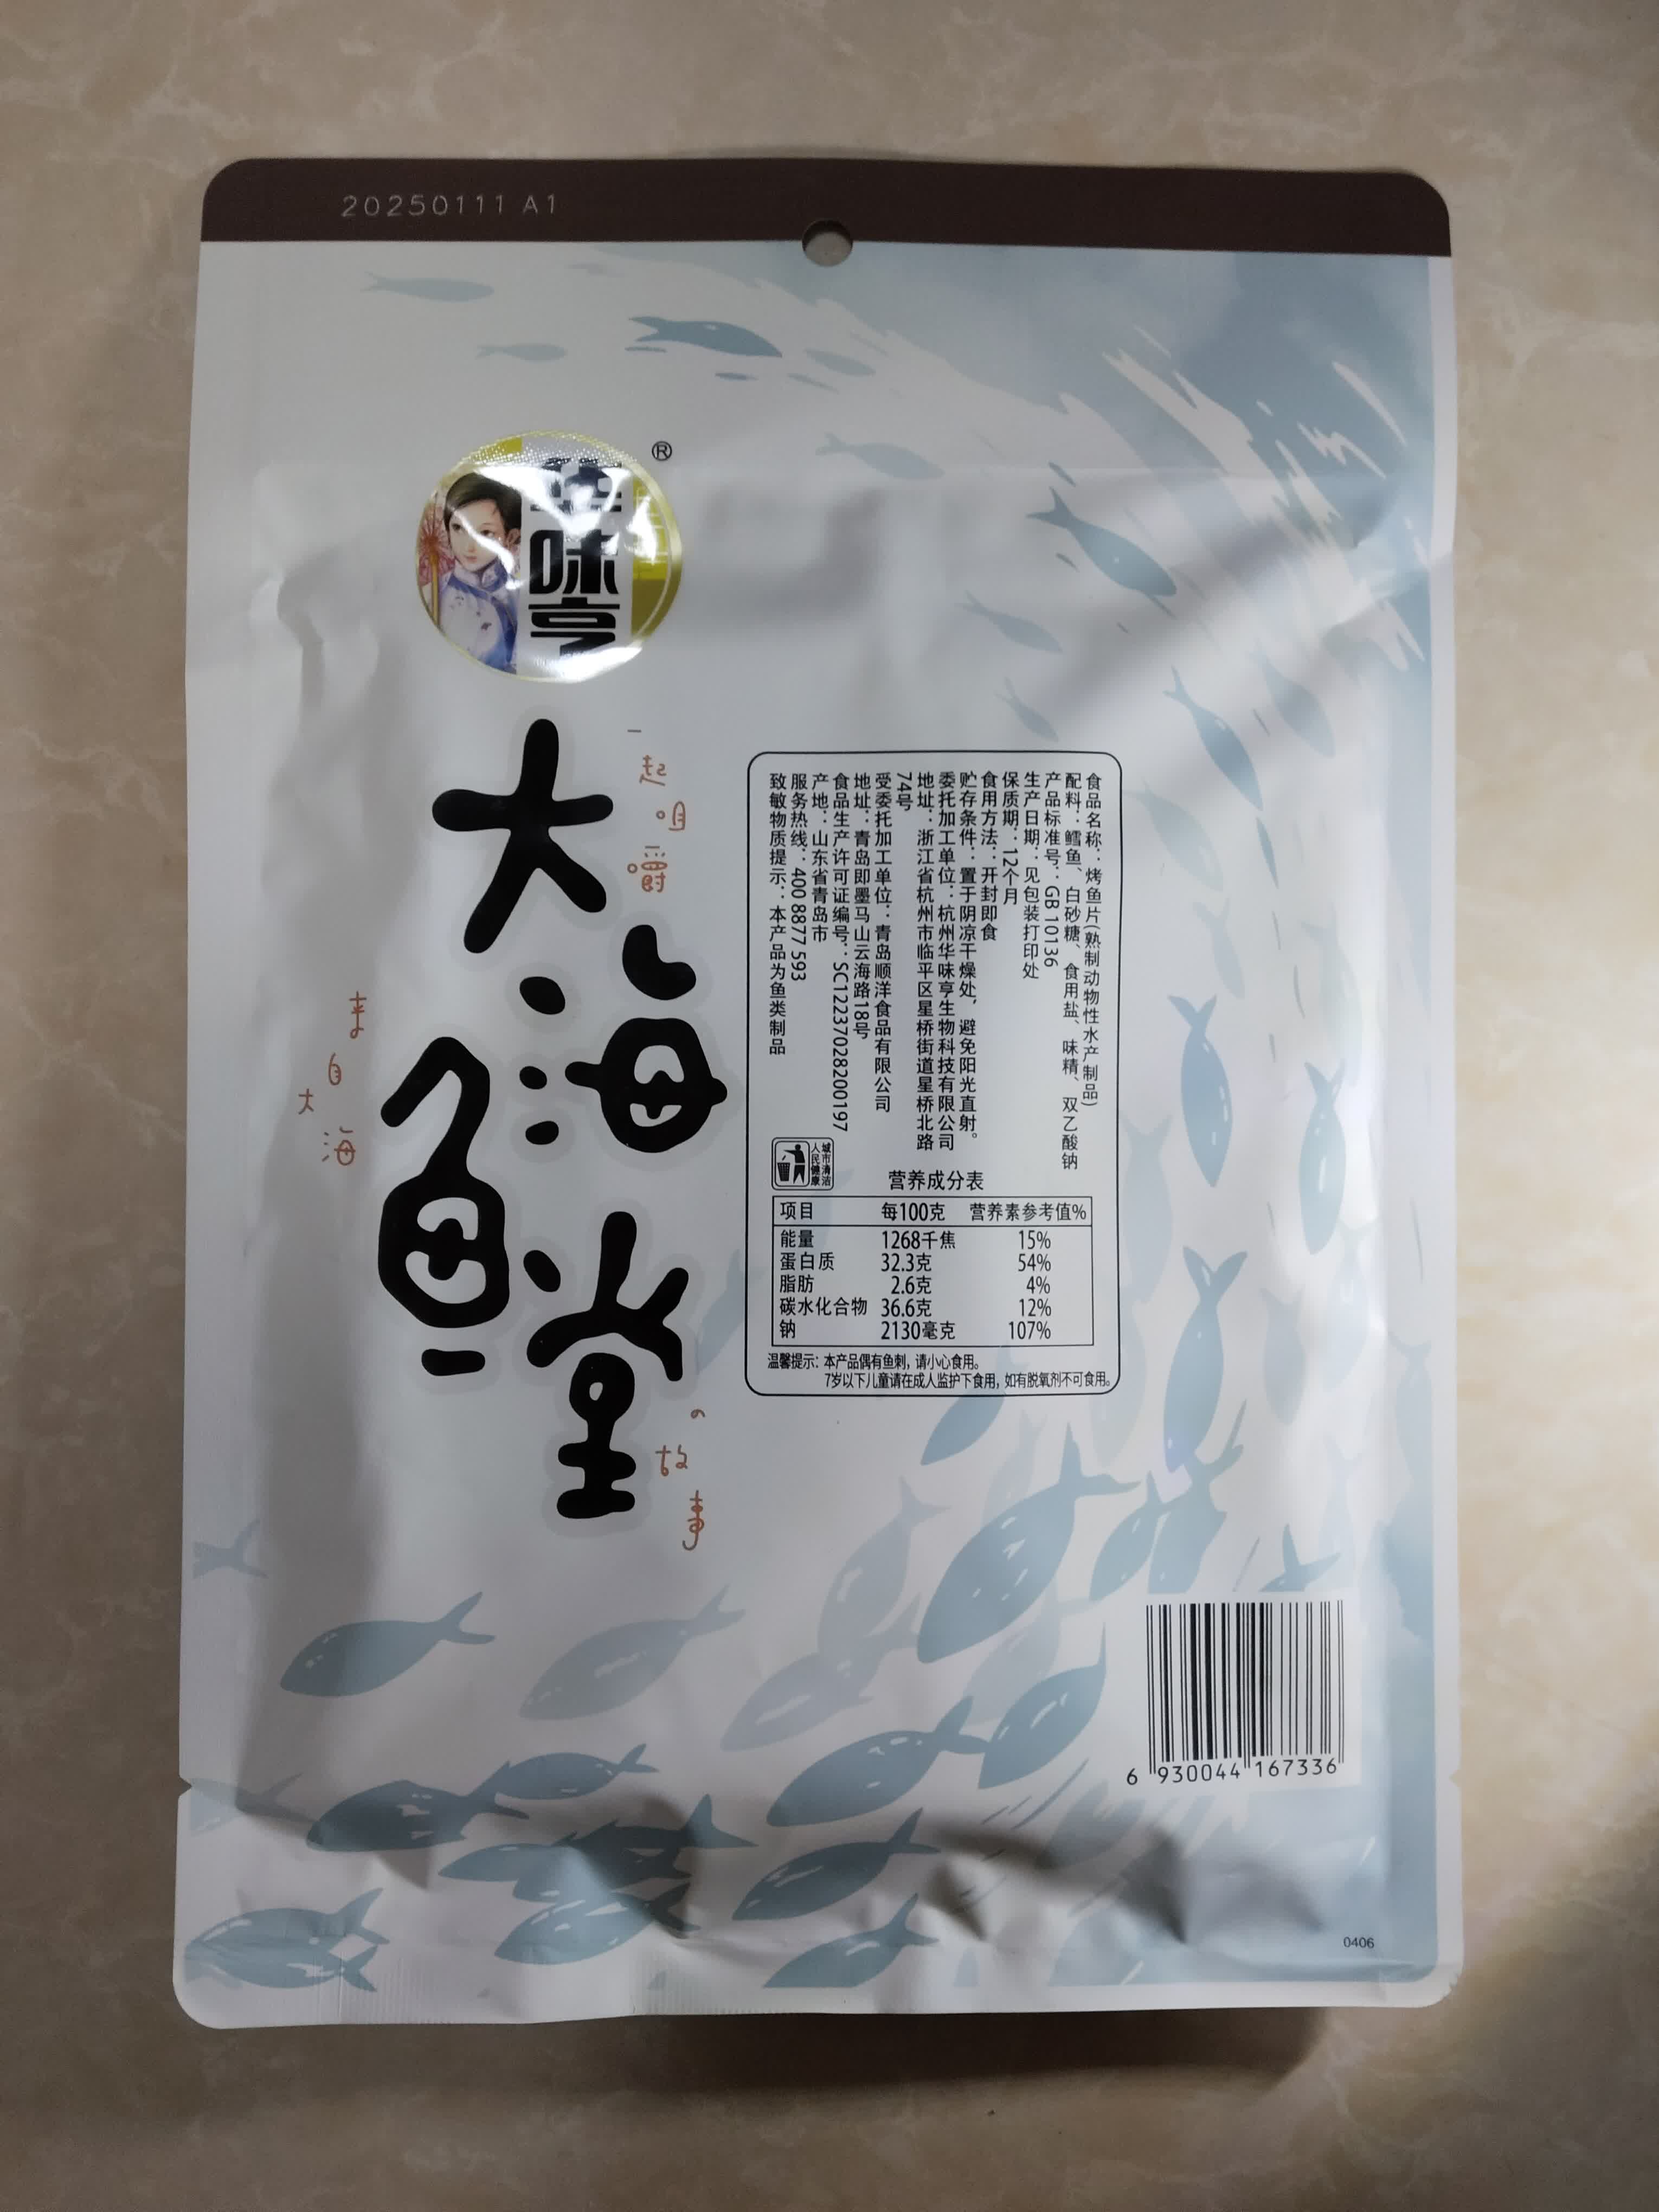 20250111 A1
華味亨
®
大海鱼堂
一起咀嚼
来自大海
の故事
食品名称：烤鱼片(熟制动物性水产制品)
配料：鳕鱼、白砂糖、食用盐、味精、双乙酸钠
产品标准号：GB 10136
生产日期：见包装打印处
保质期：12个月
食用方法：开封即食
贮存条件：置于阴凉干燥处，避免阳光直射。
委托加工单位：杭州华味亨生物科技有限公司
地址：浙江省杭州市临平区星桥街道星桥北路
74号
受委托加工单位：青岛顺洋食品有限公司
地址：青岛即墨马山云海路18号
食品生产许可证编号：SC12237028200197
产地：山东省青岛市
服务热线：400 8877 593
致敏物质提示：本产品为鱼类制品
城市清洁
人民健康
营养成分表
项目 每100克 营养素参考值%
能量 1268千焦 15%
蛋白质 32.3克 54%
脂肪 2.6克 4%
碳水化合物 36.6克 12%
钠 2130毫克 107%
温馨提示：本产品偶有鱼刺，请小心食用。
7岁以下儿童请在成人监护下食用，如有脱氧剂不可食用。
6 930044 167336
0406